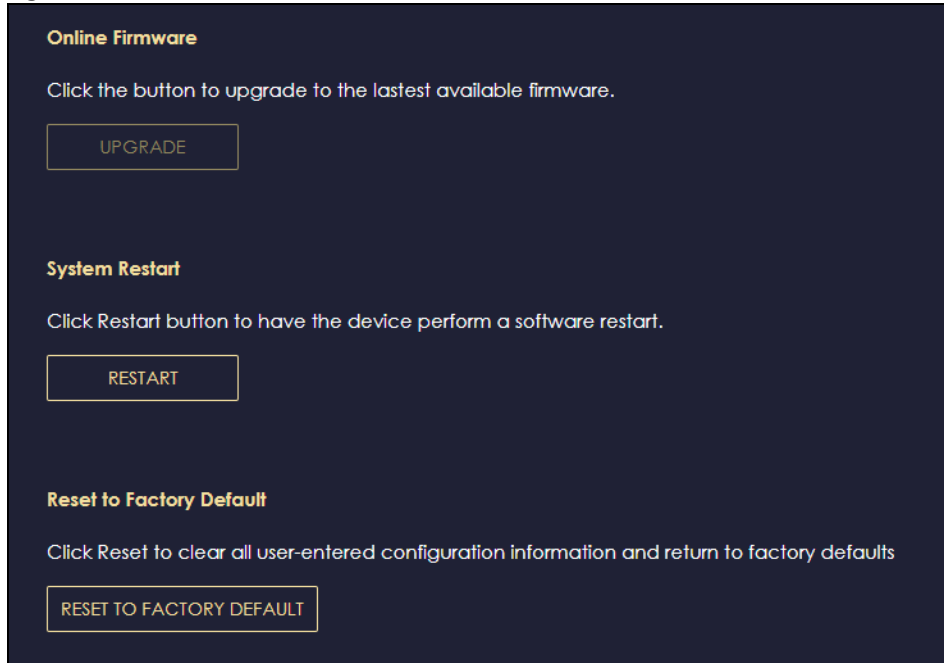 Online Firmware
Click the button to upgrade to the lastest available firmware.
UPGRADE
System Restart
Click Restart button to have the device perform a software restart.
RESTART
Reset to Factory Default
Click Reset to clear all user-entered configuration information and return to factory defaults
RESET TO FACTORY DEFAULT